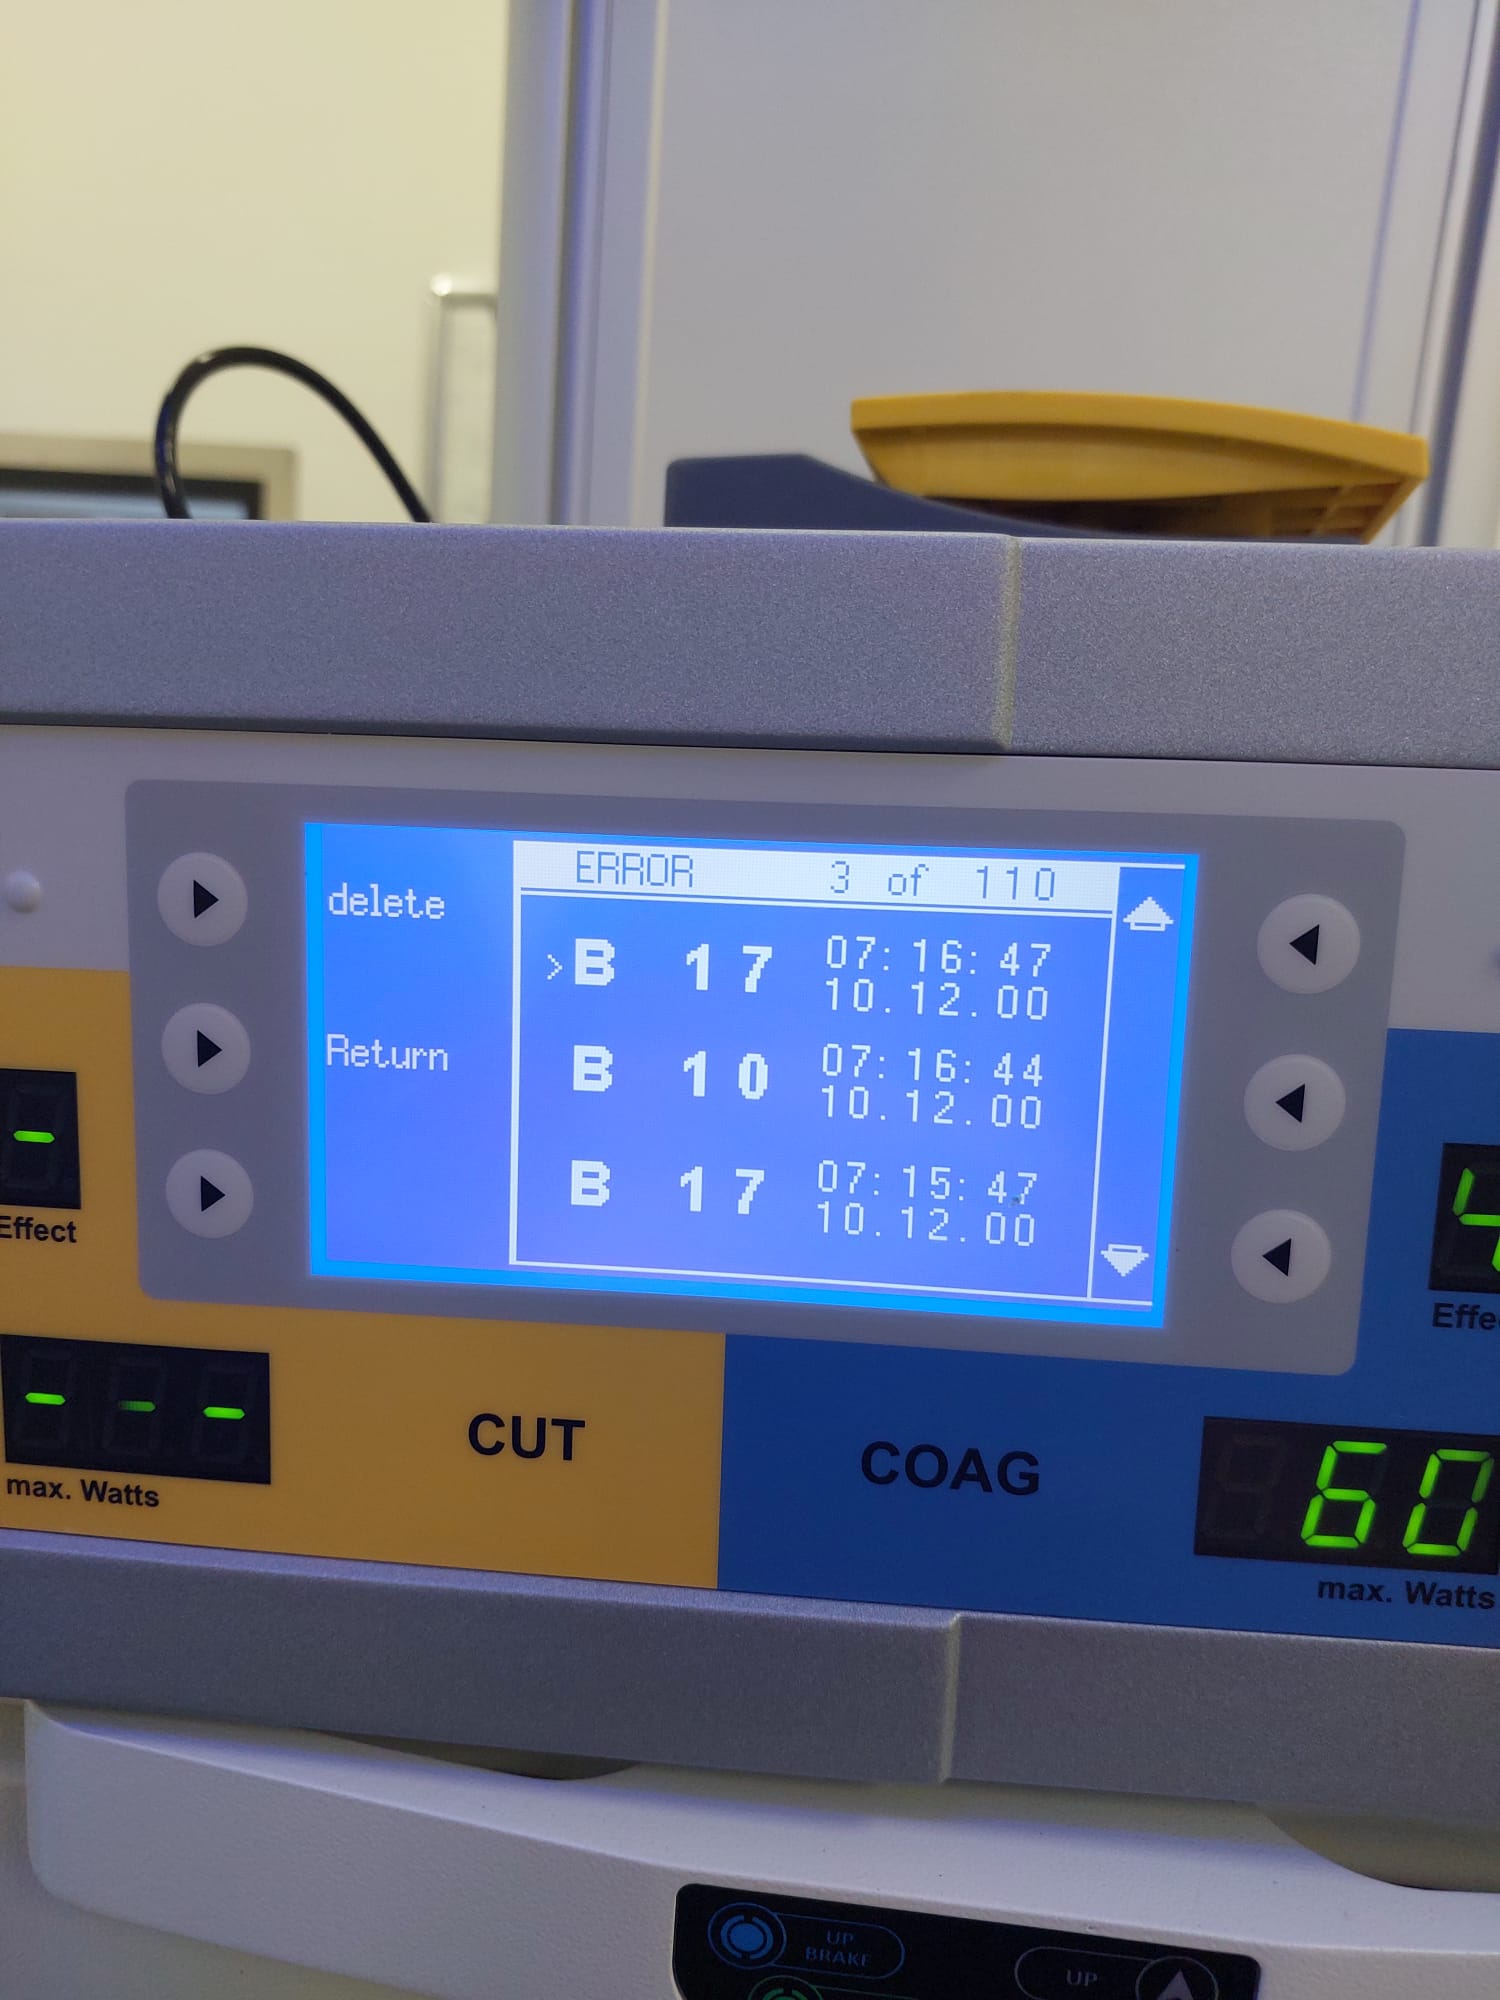 delete
Return
ERROR 3 of 110
>B 17 07:16:47
10.12.00
B 10 07:16:44
10.12.00
B 17 07:15:47
10.12.00
-
Effect
- - -
max. Watts
CUT
COAG
4
60
max. Watts
UP
BRAKE
UP